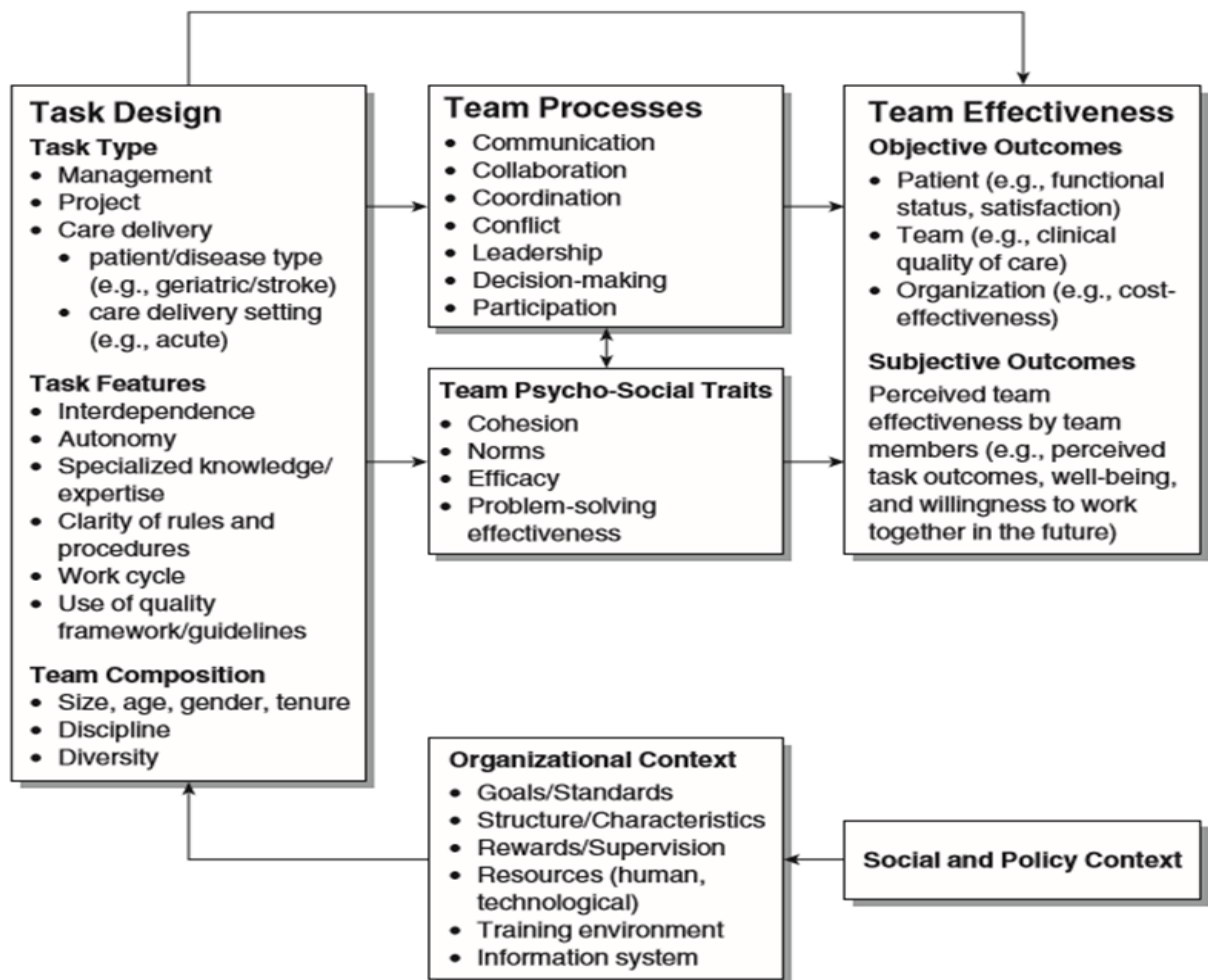 Task Design
Task Type
• Management
• Project
• Care delivery
• patient/disease type
(e.g., geriatric/stroke)
• care delivery setting
(e.g., acute)
Task Features
• Interdependence
• Autonomy
• Specialized knowledge/
expertise
• Clarity of rules and
procedures
• Work cycle
• Use of quality
framework/guidelines
Team Composition
• Size, age, gender, tenure
• Discipline
• Diversity
Team Processes
• Communication
• Collaboration
• Coordination
• Conflict
• Leadership
• Decision-making
• Participation
Team Psycho-Social Traits
• Cohesion
• Norms
• Efficacy
• Problem-solving
effectiveness
Team Effectiveness
Objective Outcomes
• Patient (e.g., functional
status, satisfaction)
• Team (e.g., clinical
quality of care)
• Organization (e.g., cost-
effectiveness)
Subjective Outcomes
Perceived team
effectiveness by team
members (e.g., perceived
task outcomes, well-being,
and willingness to work
together in the future)
Organizational Context
• Goals/Standards
• Structure/Characteristics
• Rewards/Supervision
• Resources (human,
technological)
• Training environment
• Information system
Social and Policy Context